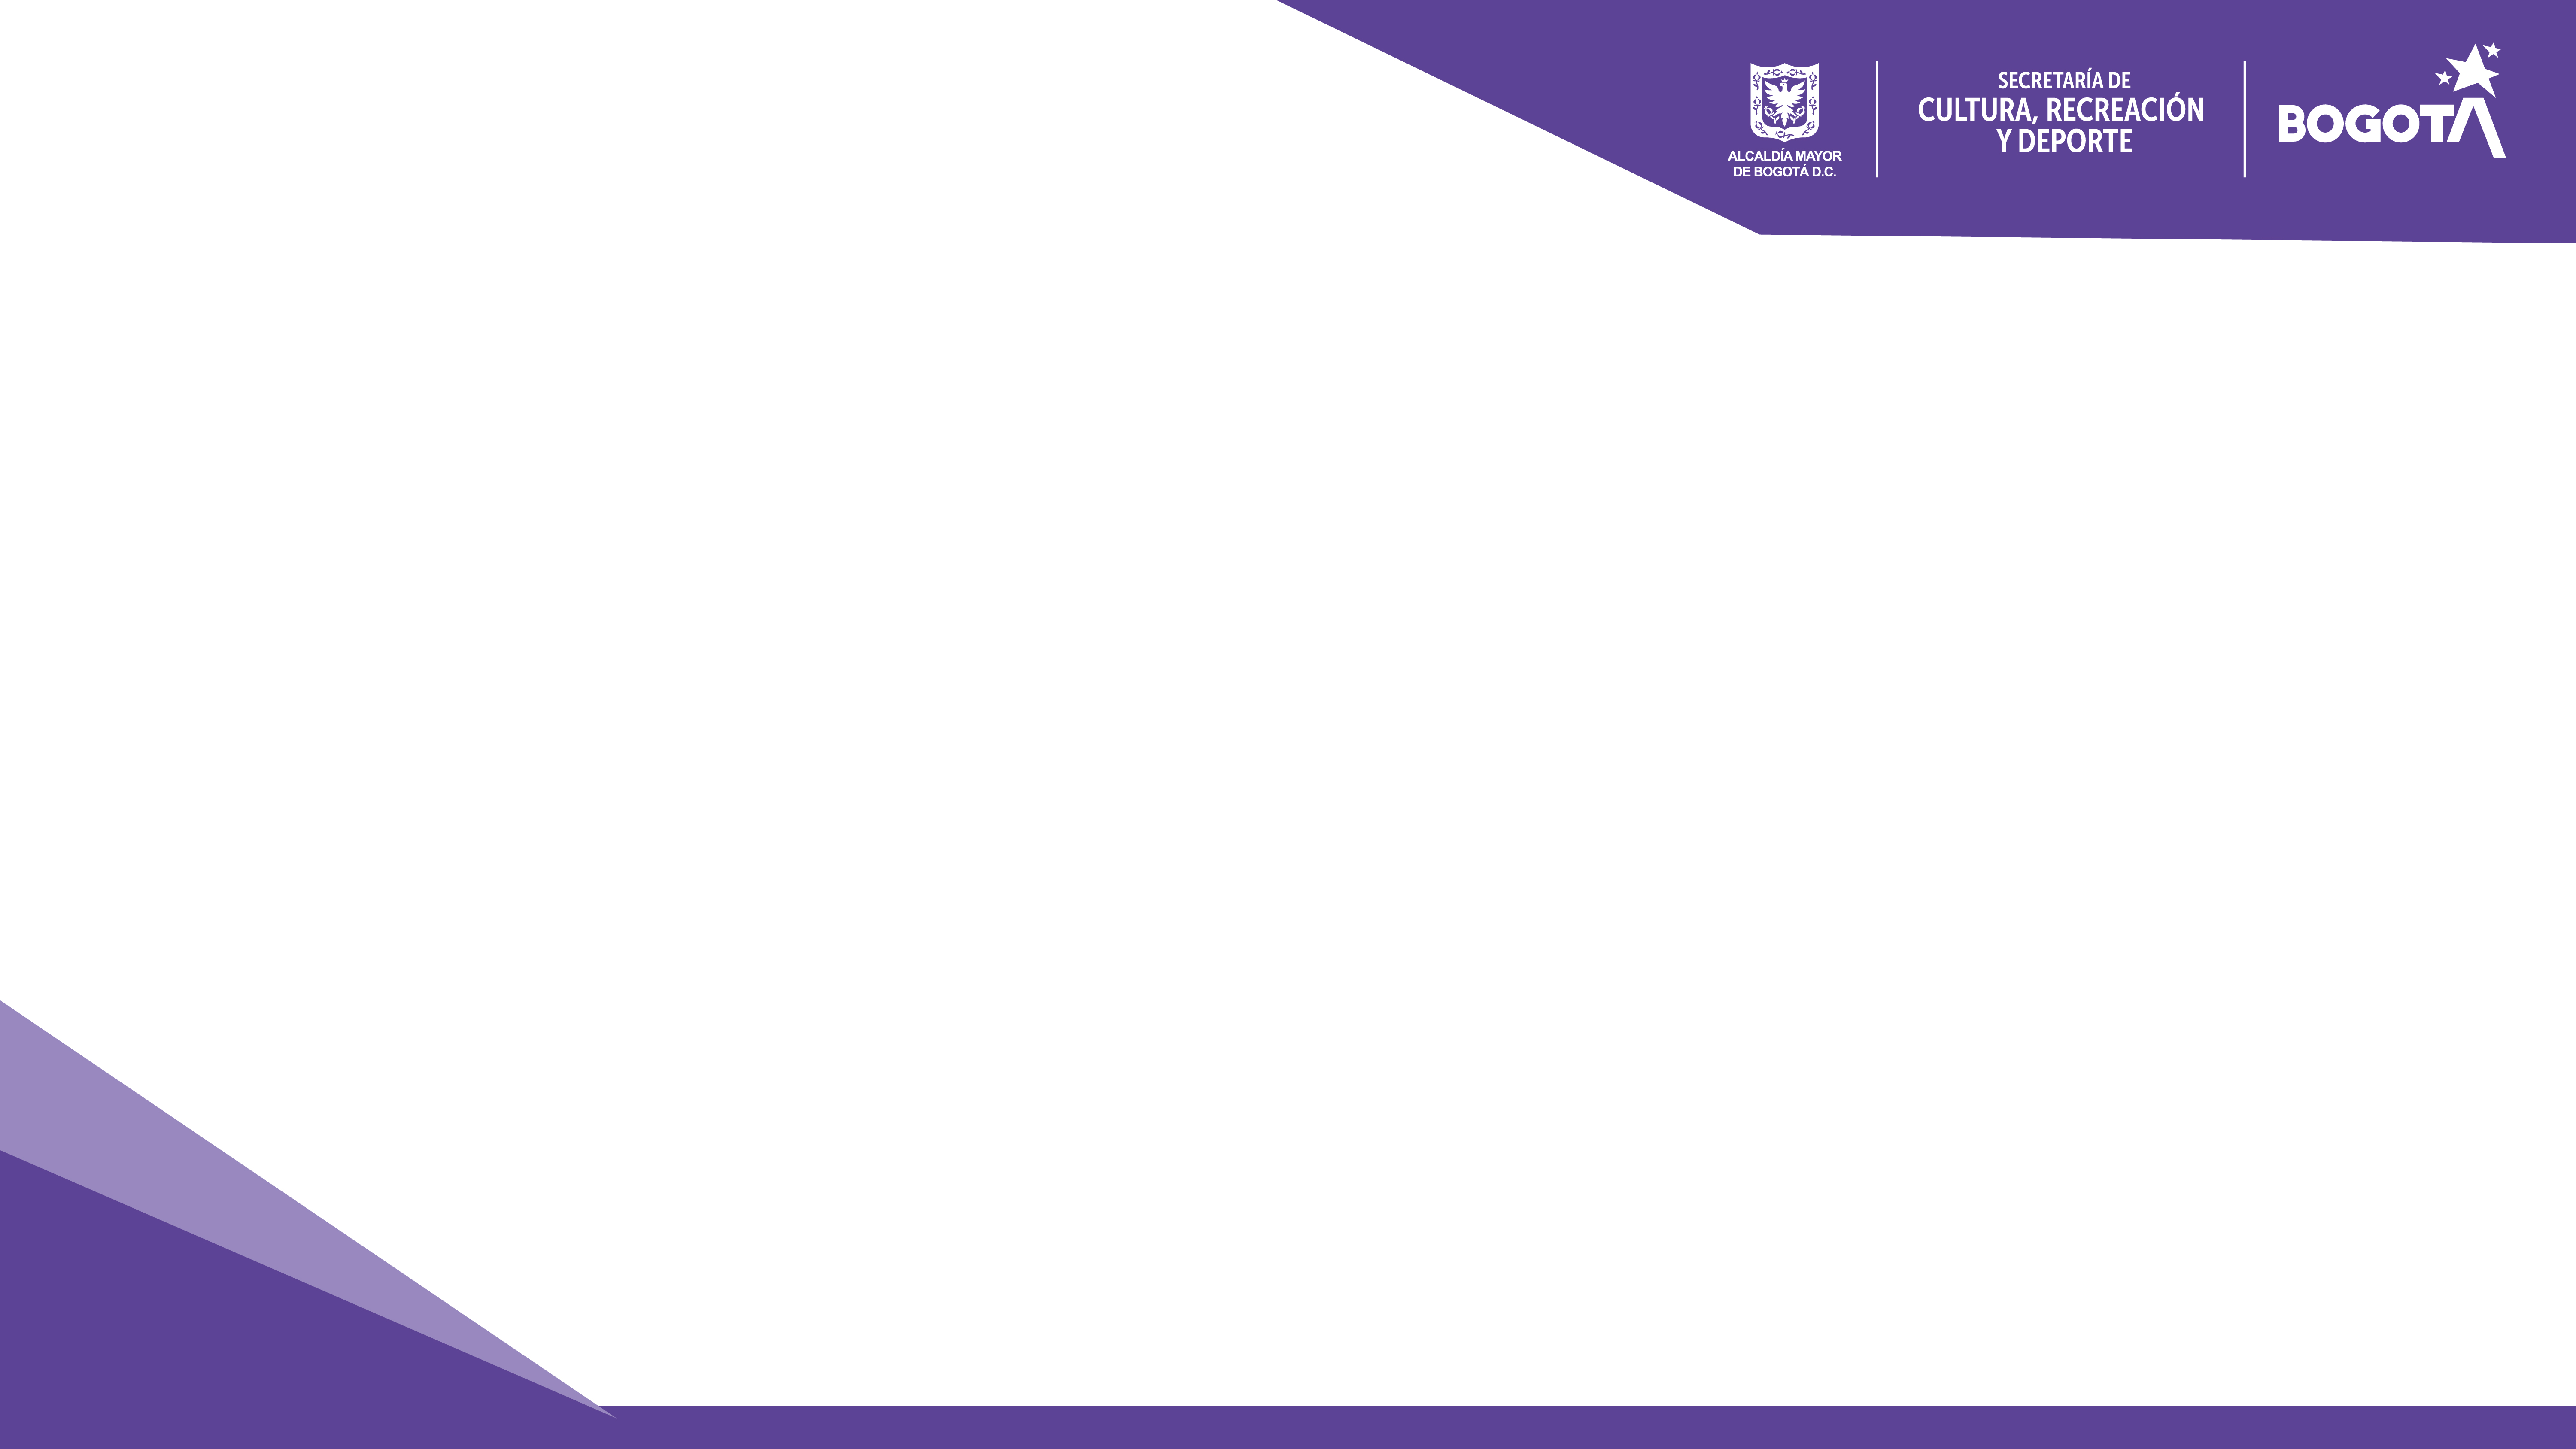 ALCALDÍA MAYOR
DE BOGOTÁ D.C.
SECRETARÍA DE
CULTURA, RECREACIÓN
Y DEPORTE
BOGOTÁ